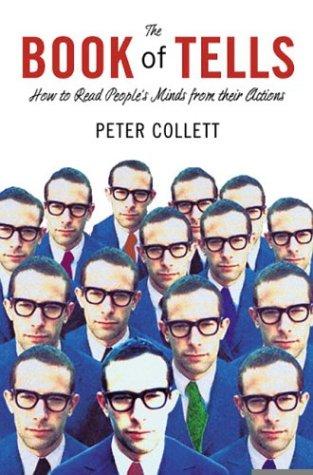 The
BOOK of TELLS
How to Read People's Minds from their Actions
PETER COLLETT